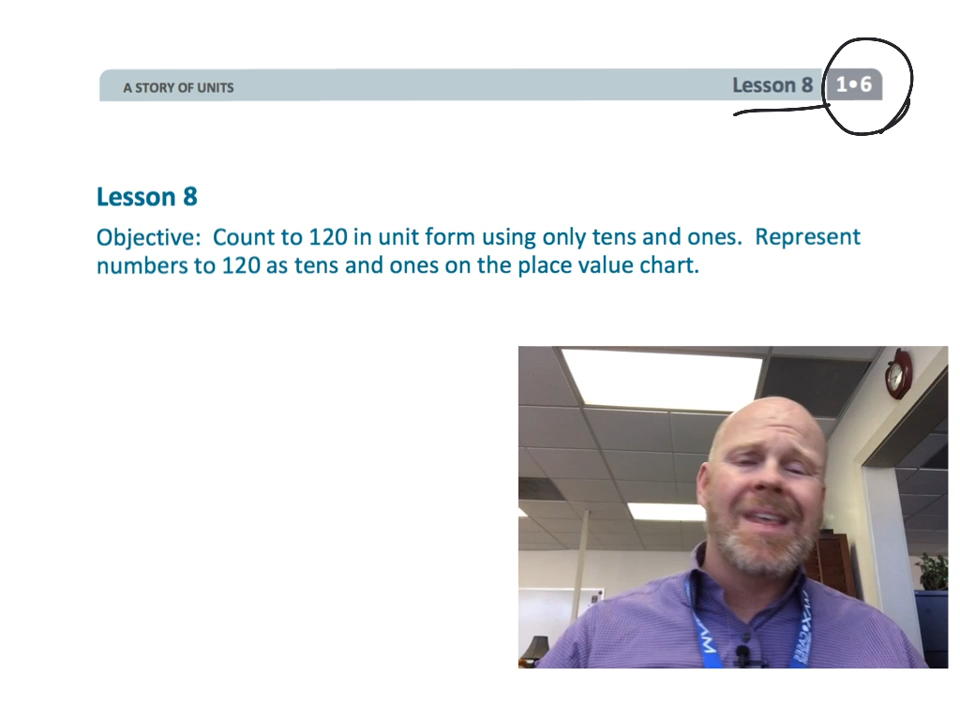 A STORY OF UNITS
Lesson 8 1•6
Lesson 8
Objective: Count to 120 in unit form using only tens and ones. Represent
numbers to 120 as tens and ones on the place value chart.